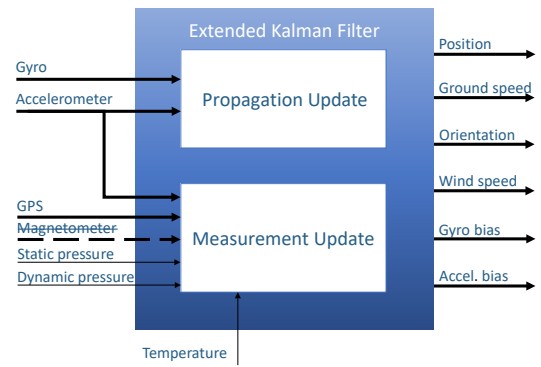 Extended Kalman Filter
Gyro
Accelerometer
Propagation Update
GPS
Magnetometer
Static pressure
Dynamic pressure
Measurement Update
Temperature
Position
Ground speed
Orientation
Wind speed
Gyro bias
Accel. bias